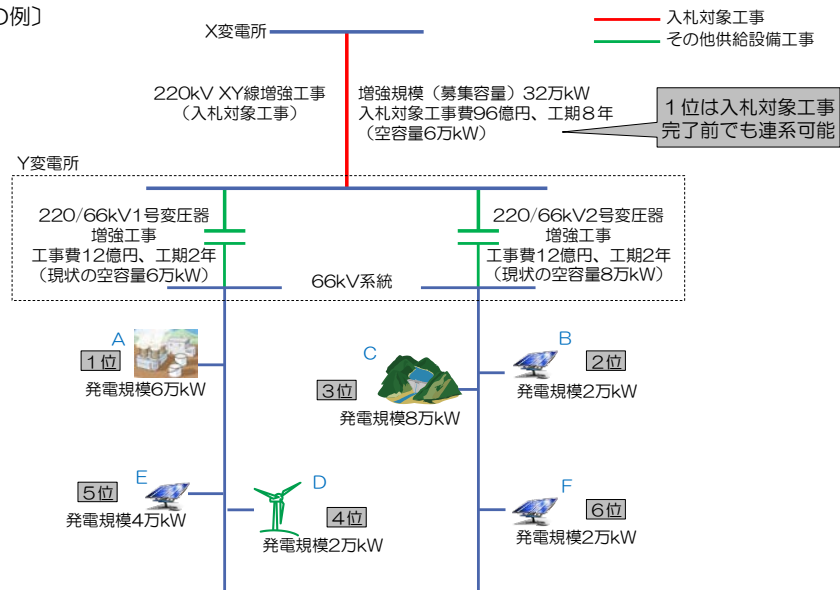 の例〕
X変電所
入札対象工事
その他供給設備工事
220kV XY線増強工事
（入札対象工事）
増強規模（募集容量）32万kW
入札対象工事費96億円、工期８年
（空容量6万kW）
１位は入札対象工事
完了前でも連系可能
Y変電所
220/66kV1号変圧器
増強工事
工事費12億円、工期2年
（現状の空容量6万kW）
220/66kV2号変圧器
増強工事
工事費12億円、工期2年
（現状の空容量8万kW）
66kV系統
A
１位
発電規模6万kW
C
３位
発電規模8万kW
B
２位
発電規模2万kW
E
５位
発電規模4万kW
D
４位
発電規模2万kW
F
６位
発電規模2万kW